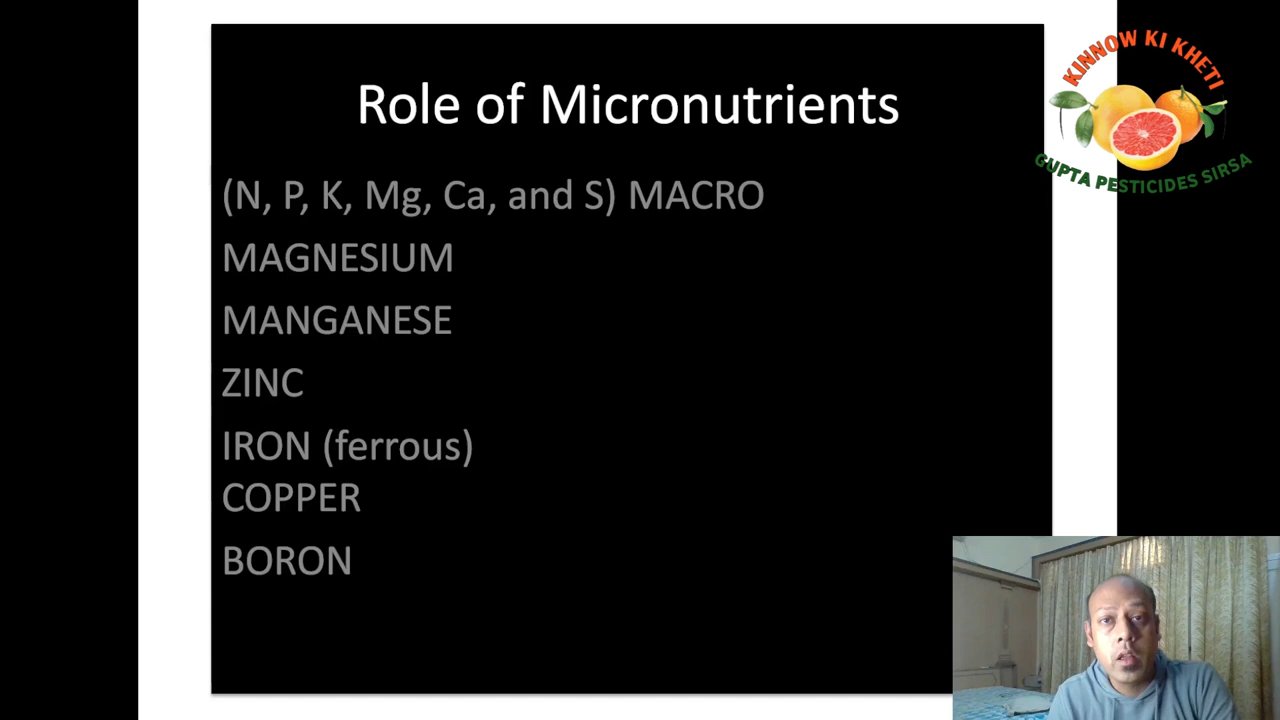 Role of Micronutrients
(N, P, K, Mg, Ca, and S) MACRO
MAGNESIUM
MANGANESE
ZINC
IRON (ferrous)
COPPER
BORON
KINNOW KI KHETI
GUPTA PESTICIDES SIRSA